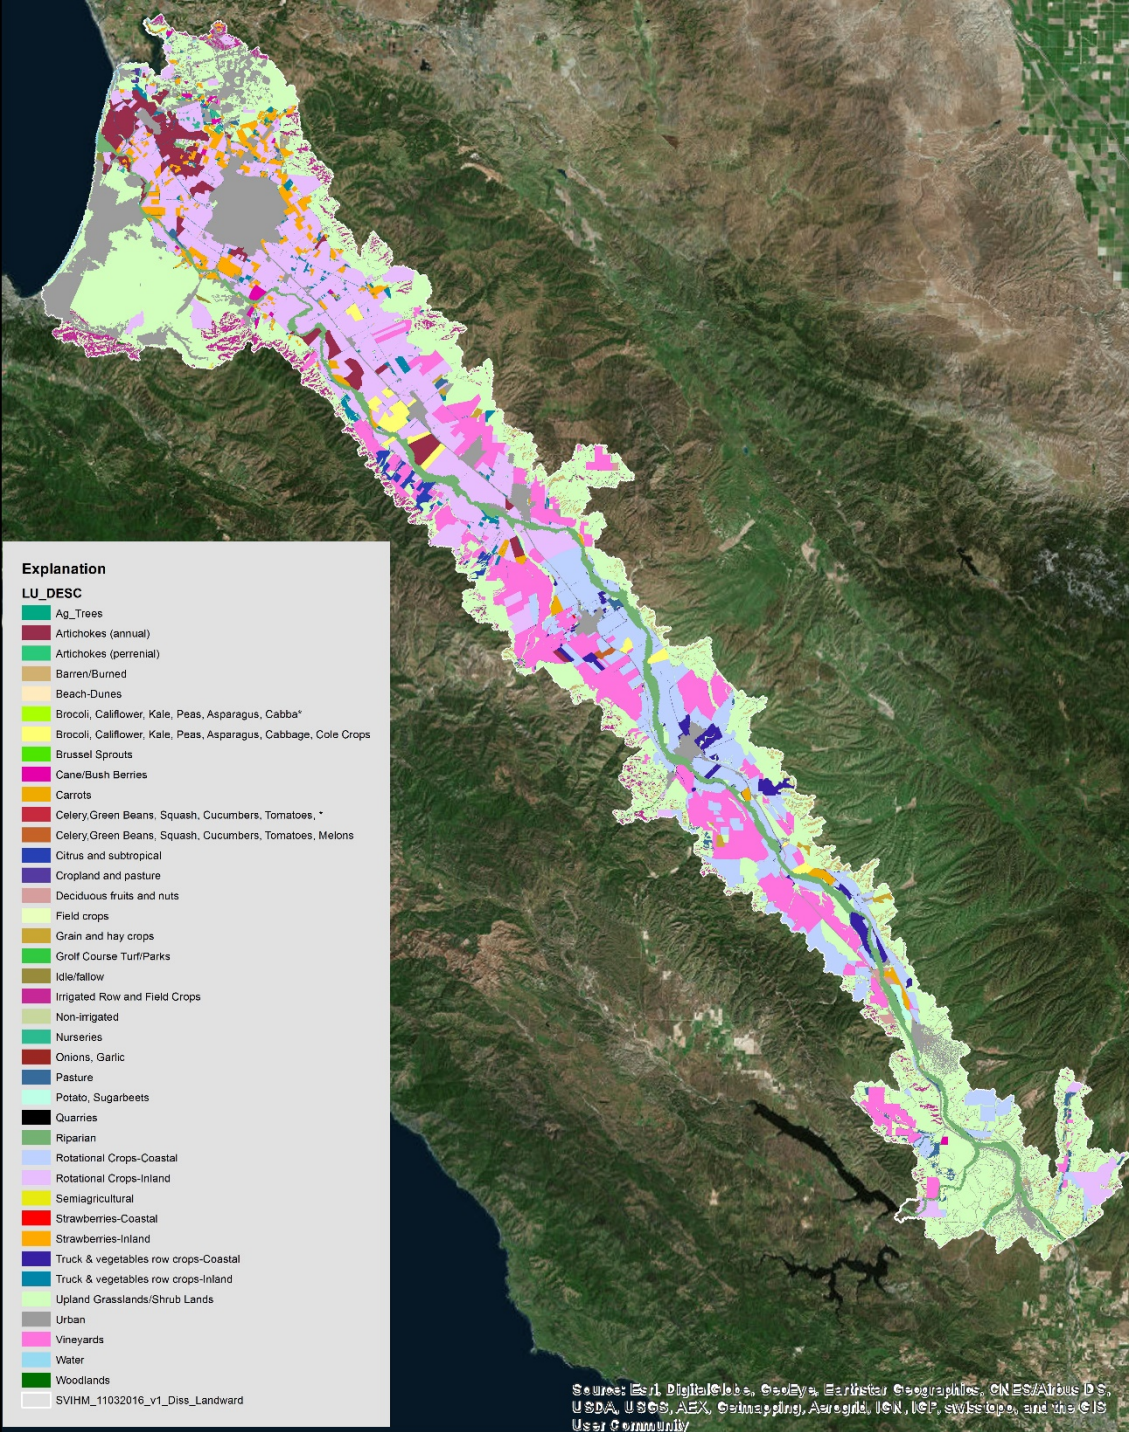 Explanation
LU_DESC
Ag_Trees
Artichokes (annual)
Artichokes (perrenial)
Barren/Burned
Beach-Dunes
Brocoli, Califlower, Kale, Peas, Asparagus, Cabba*
Brocoli, Califlower, Kale, Peas, Asparagus, Cabbage, Cole Crops
Brussel Sprouts
Cane/Bush Berries
Carrots
Celery,Green Beans, Squash, Cucumbers, Tomatoes, *
Celery,Green Beans, Squash, Cucumbers, Tomatoes, Melons
Citrus and subtropical
Cropland and pasture
Deciduous fruits and nuts
Field crops
Grain and hay crops
Grolf Course Turf/Parks
Idle/fallow
Irrigated Row and Field Crops
Non-irrigated
Nurseries
Onions, Garlic
Pasture
Potato, Sugarbeets
Quarries
Riparian
Rotational Crops-Coastal
Rotational Crops-Inland
Semiagricultural
Strawberries-Coastal
Strawberries-Inland
Truck & vegetables row crops-Coastal
Truck & vegetables row crops-Inland
Upland Grasslands/Shrub Lands
Urban
Vineyards
Water
Woodlands
SVIHM_11032016_v1_Diss_Landward
Source: Esri, DigitalGlobe, GeoEye, Earthstar Geographics, CNES/Airbus DS,
USDA, USGS, AEX, Getmapping, Aerogrid, IGN, IGP, swisstopo, and the GIS
User Community